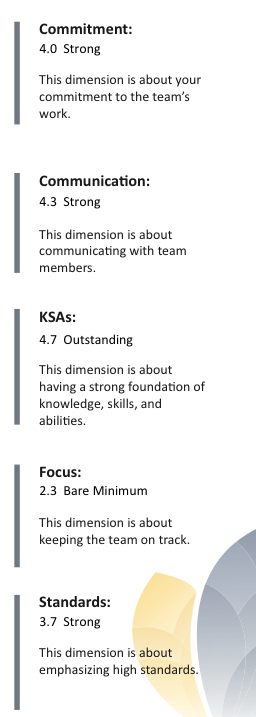 Commitment:
4.0 Strong
This dimension is about your
commitment to the team's
work.
Communication:
4.3 Strong
This dimension is about
communicating with team
members.
KSAs:
4.7 Outstanding
This dimension is about
having a strong foundation of
knowledge, skills, and
abilities.
Focus:
2.3 Bare Minimum
This dimension is about
keeping the team on track.
Standards:
3.7 Strong
This dimension is about
emphasizing high standards.